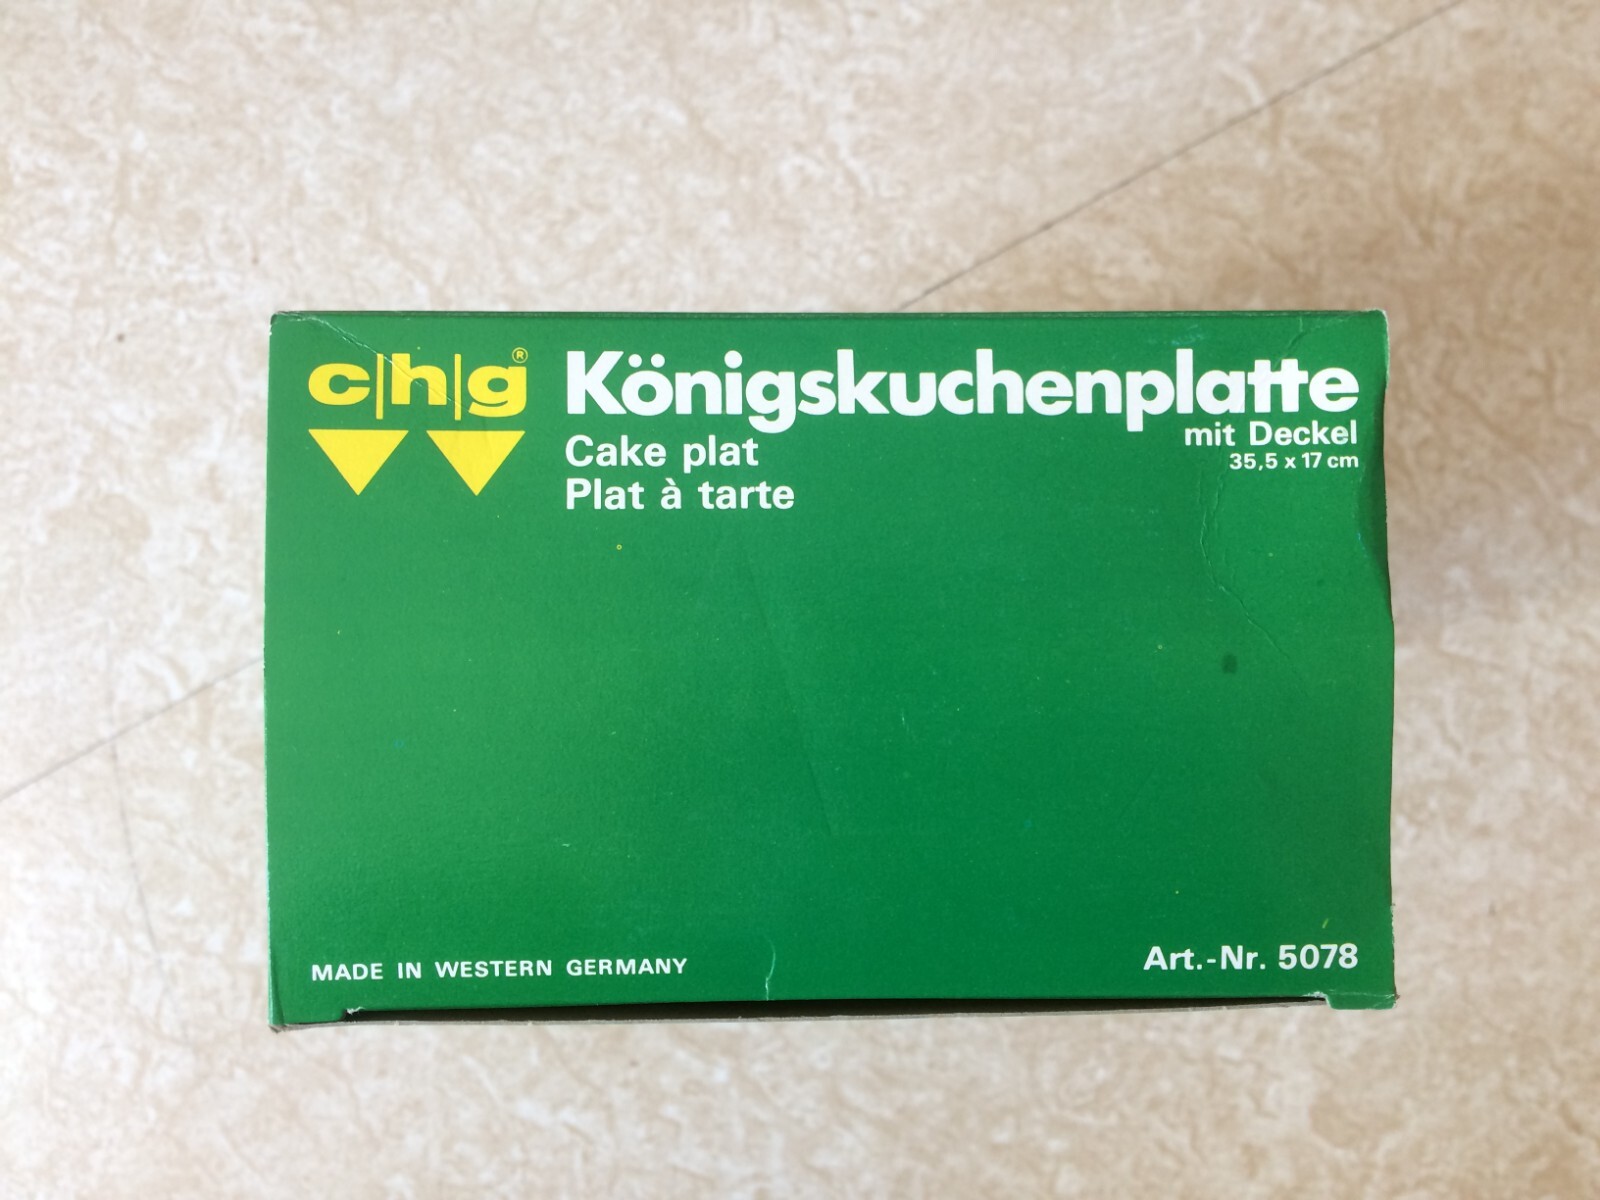 c|h|g®
Königskuchenplatte
mit Deckel
35,5 x 17 cm
Cake plat
Plat à tarte
MADE IN WESTERN GERMANY
Art.-Nr. 5078